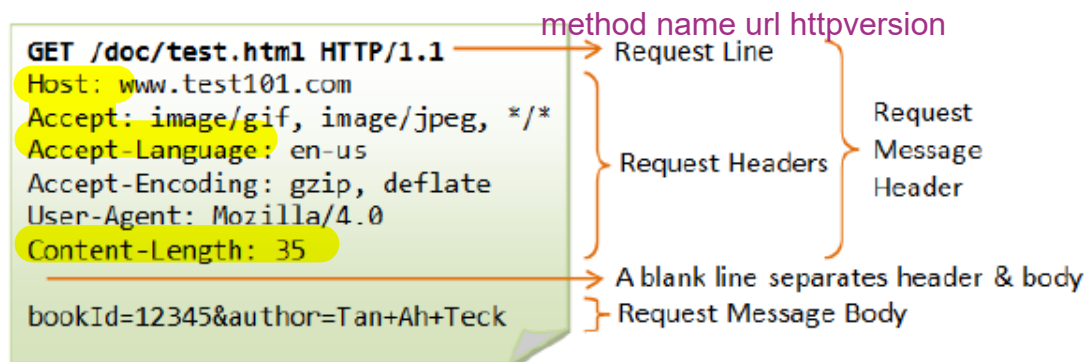 method name url httpversion
GET /doc/test.html HTTP/1.1
Request Line
Host: www.test101.com
Accept: image/gif, image/jpeg, */*
Accept-Language: en-us
Accept-Encoding: gzip, deflate
User-Agent: Mozilla/4.0
Content-Length: 35
Request Headers
Request
Message
Header
A blank line separates header & body
bookId=12345&author=Tan+Ah+Teck
Request Message Body